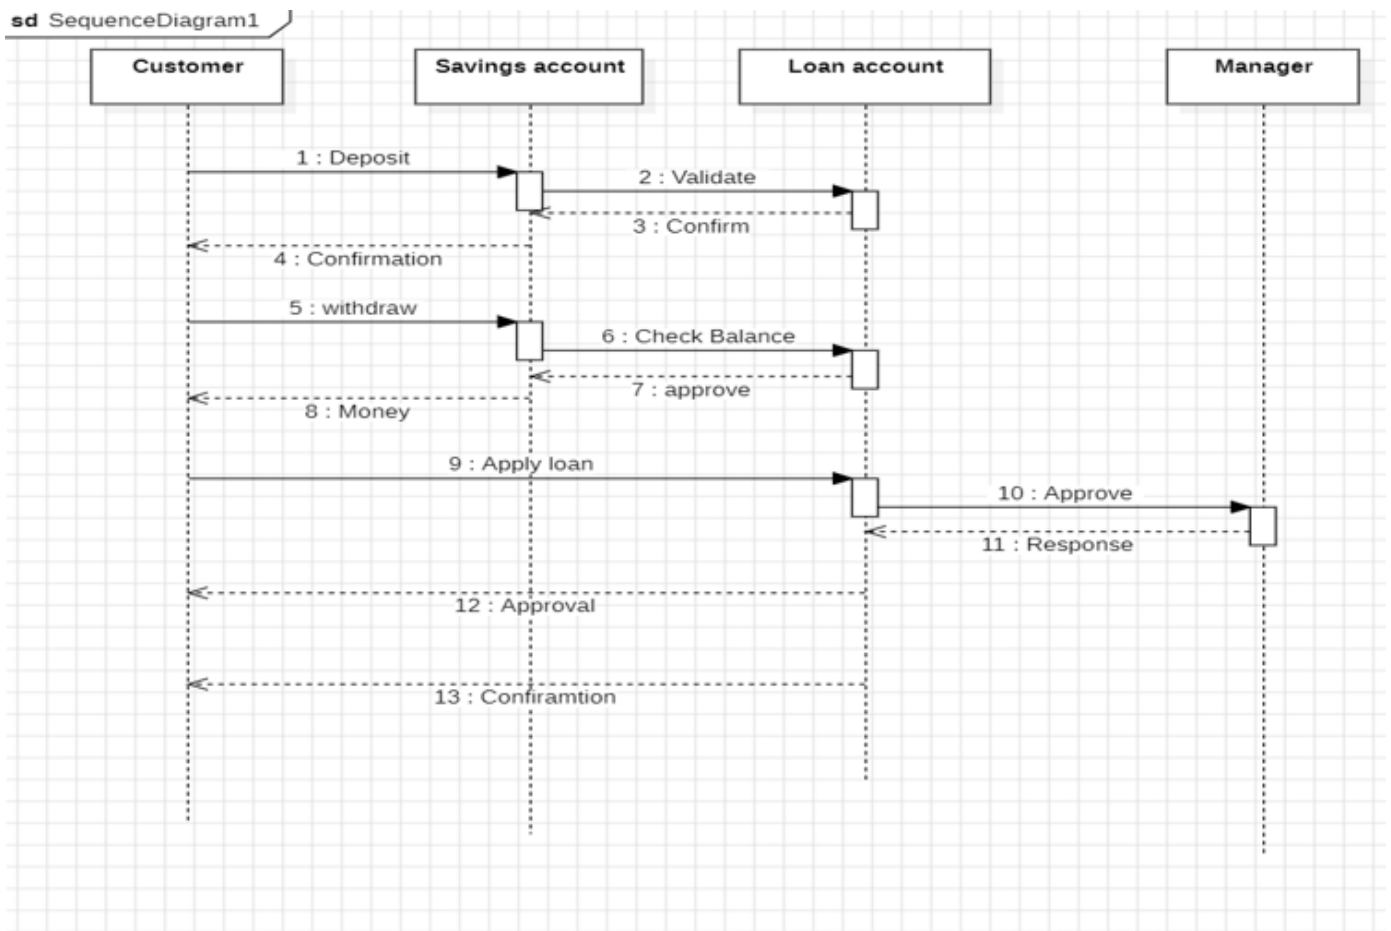 sd SequenceDiagram1
Customer
Savings account
Loan account
Manager
1 : Deposit
2 : Validate
3 : Confirm
4 : Confirmation
5 : withdraw
6 : Check Balance
7 : approve
8 : Money
9 : Apply loan
10 : Approve
11 : Response
12 : Approval
13 : Confiramtion